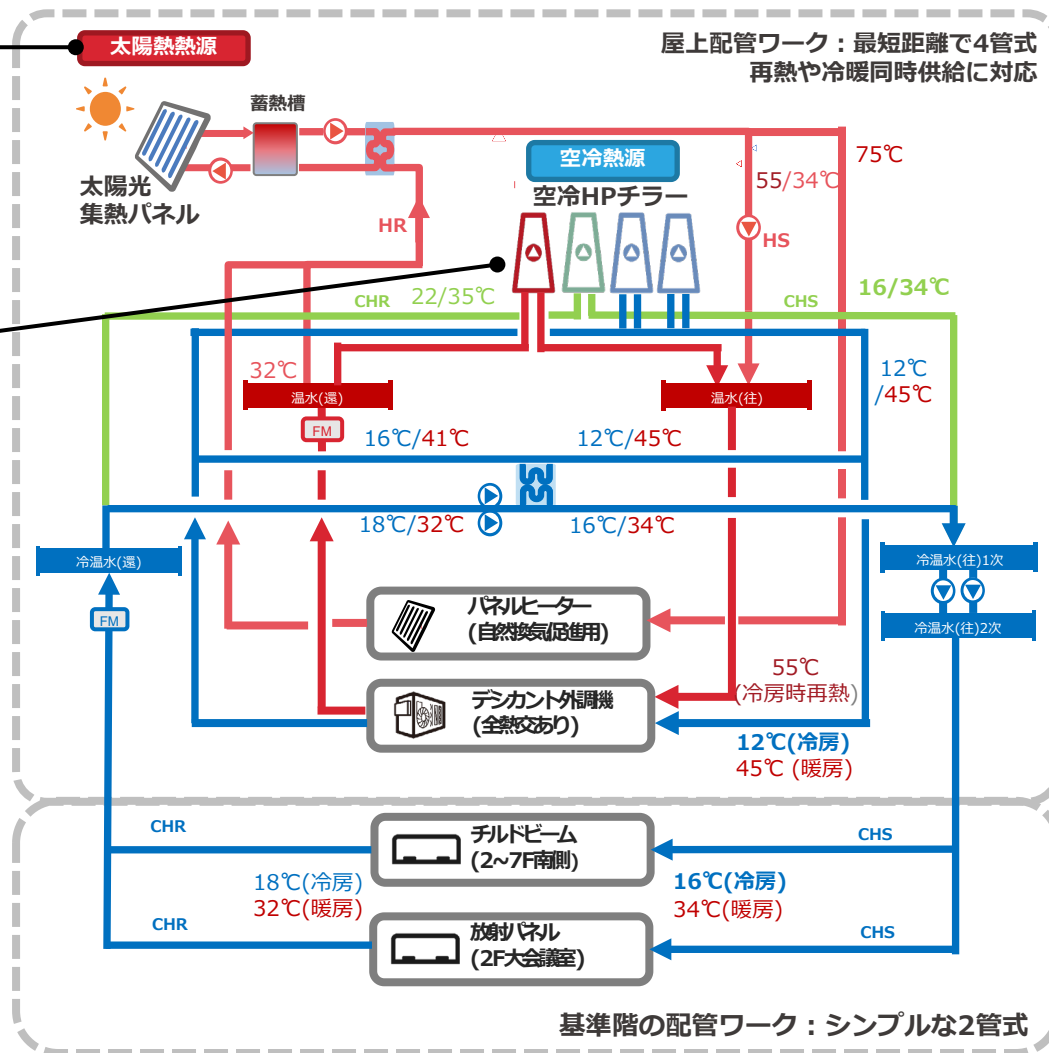 太陽熱熱源
屋上配管ワーク：最短距離で4管式
再熱や冷暖同時供給に対応
蓄熱槽
太陽光
集熱パネル
空冷熱源
空冷HPチラー
75℃
55/34℃
HR
HS
CHR
22/35℃
CHS
16/34℃
32℃
温水(還)
温水(往)
12℃
/45℃
FM
16℃/41℃
12℃/45℃
18℃/32℃
16℃/34℃
冷温水(還)
冷温水(往)1次
FM
冷温水(往)2次
パネルヒーター
(自然換気促進用)
55℃
(冷房時再熱)
デシカント外調機
(全熱交あり)
12℃(冷房)
45℃ (暖房)
CHR
チルドビーム
(2~7F南側)
CHS
18℃(冷房)
32℃(暖房)
16℃(冷房)
34℃(暖房)
CHR
放射パネル
(2F大会議室)
CHS
基準階の配管ワーク：シンプルな2管式